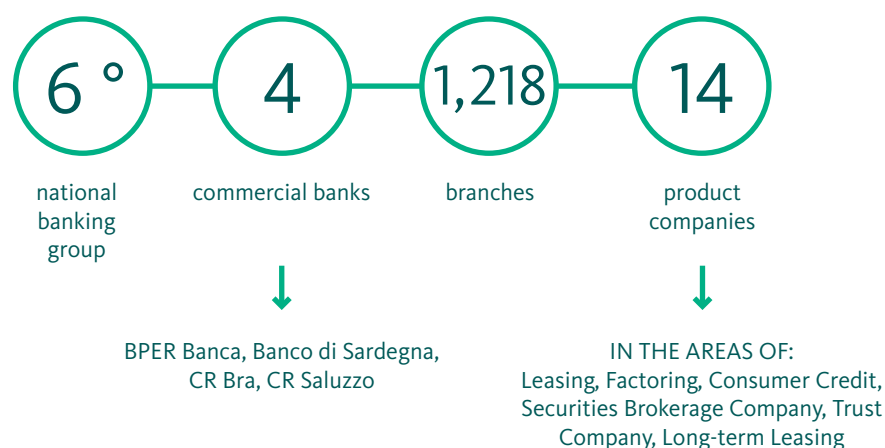 6 °
4
1,218
14
national
banking
group
commercial banks
branches
product
companies
BPER Banca, Banco di Sardegna,
CR Bra, CR Saluzzo
IN THE AREAS OF:
Leasing, Factoring, Consumer Credit,
Securities Brokerage Company, Trust
Company, Long-term Leasing